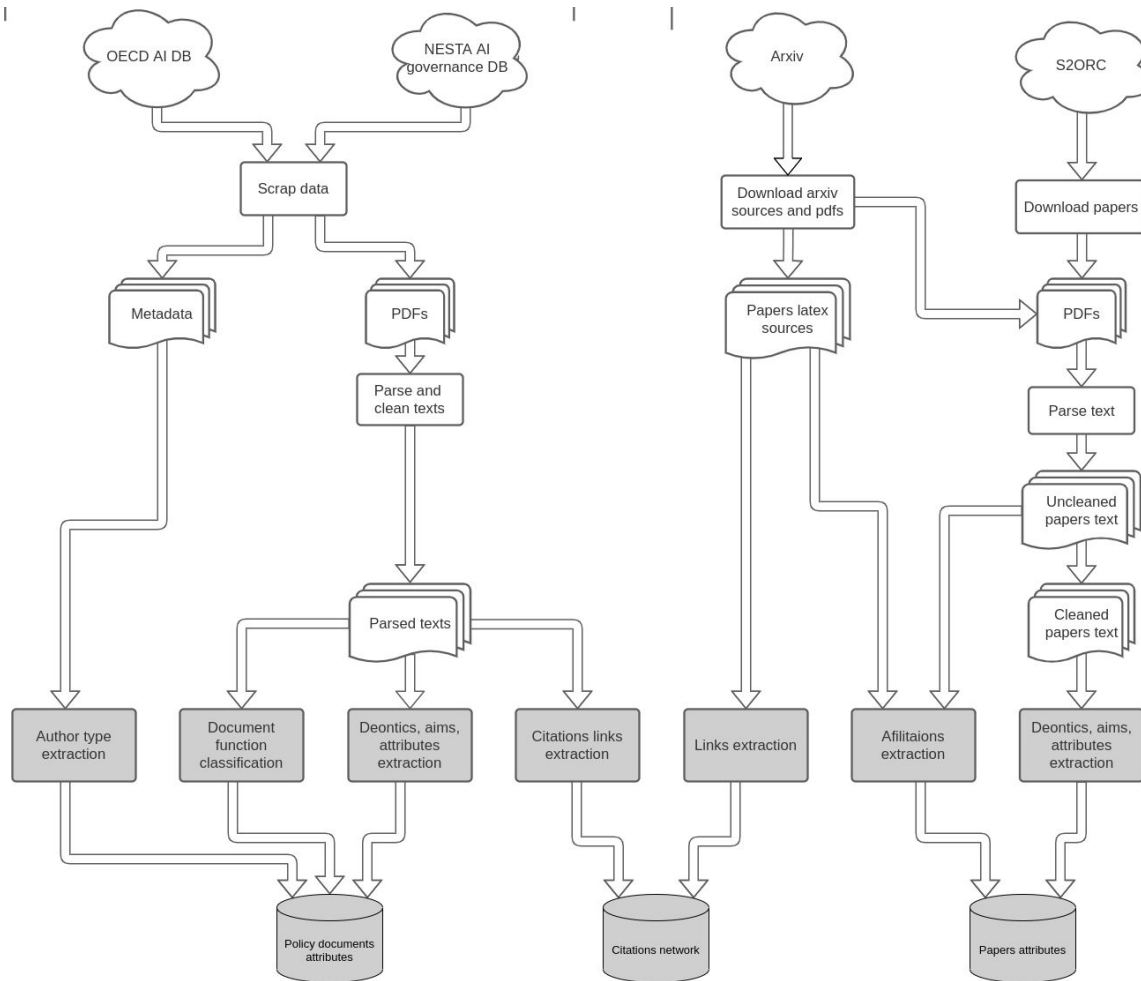 OECD AI DB
NESTA AI
governance DB
Arxiv
S2ORC
Scrap data
Download arxiv
sources and pdfs
Download papers
Metadata
PDFs
Papers latex
sources
PDFs
Parse and
clean texts
Parse text
Uncleaned
papers text
Parsed texts
Cleaned
papers text
Author type
extraction
Document
function
classification
Deontics, aims,
attributes
extraction
Citations links
extraction
Links extraction
Afilitaions
extraction
Deontics, aims,
attributes
extraction
Policy documents
attributes
Citations network
Papers attributes